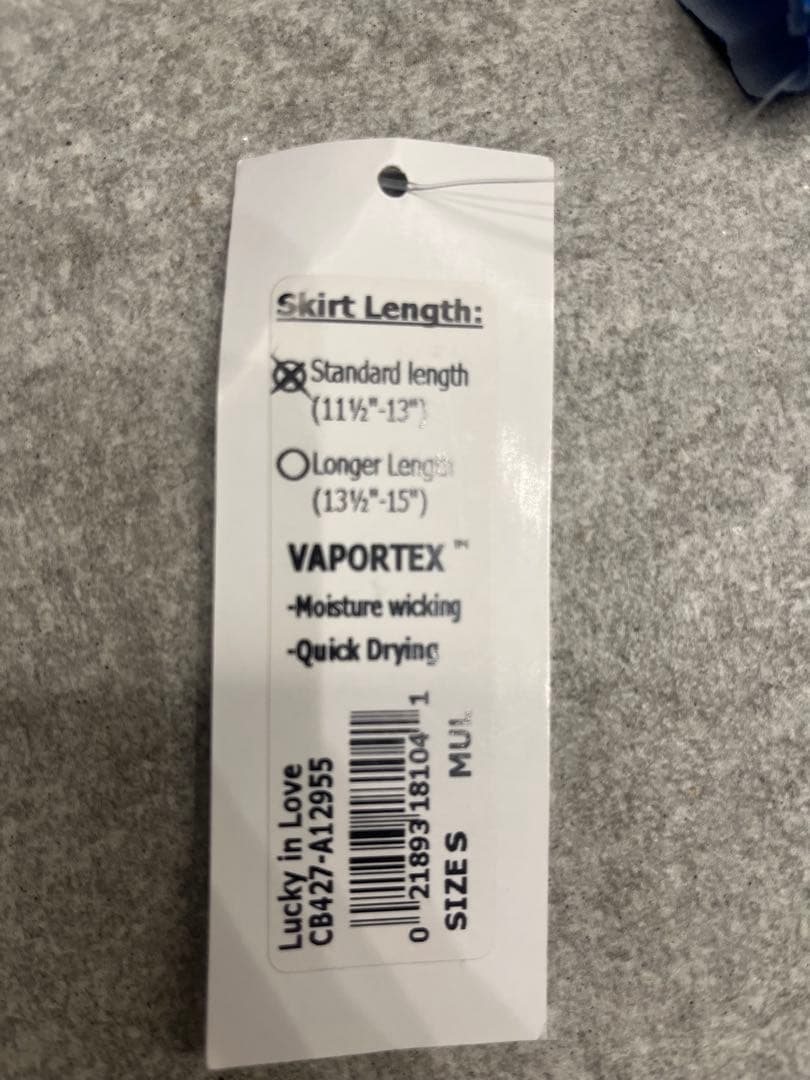 Skirt Length:
Standard length
(11½"-13")
Longer Length
(13½"-15")
VAPORTEX™
-Moisture wicking
-Quick Drying
Lucky in Love
CB427-A12955
0 21893 18104 1
SIZE S MUL